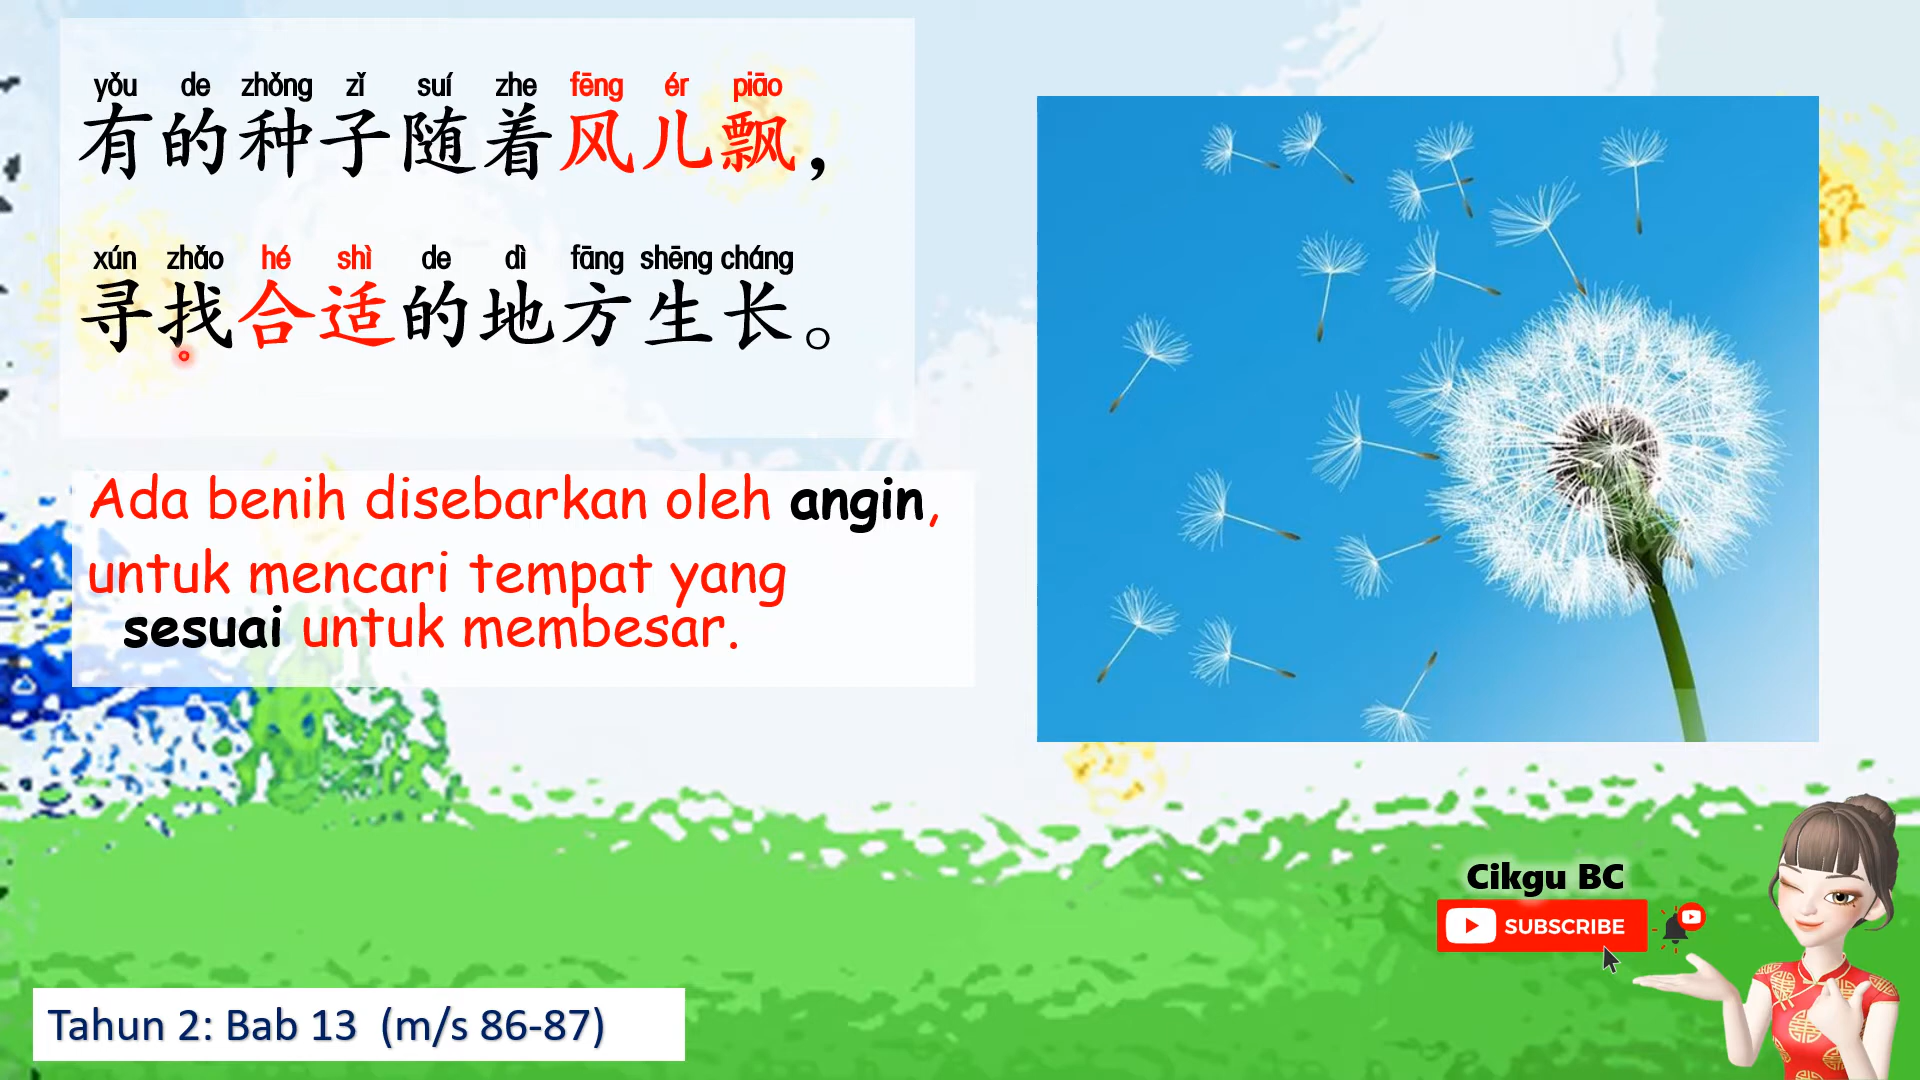 yǒu de zhǒng zǐ suí zhe fēng ér piāo
有的种子随着风儿飘，
xún zhǎo hé shì de dì fāng shēng cháng
寻找合适的地方生长。
Ada benih disebarkan oleh angin,
untuk mencari tempat yang
sesuai untuk membesar.
Cikgu BC
SUBSCRIBE
Tahun 2: Bab 13 (m/s 86-87)